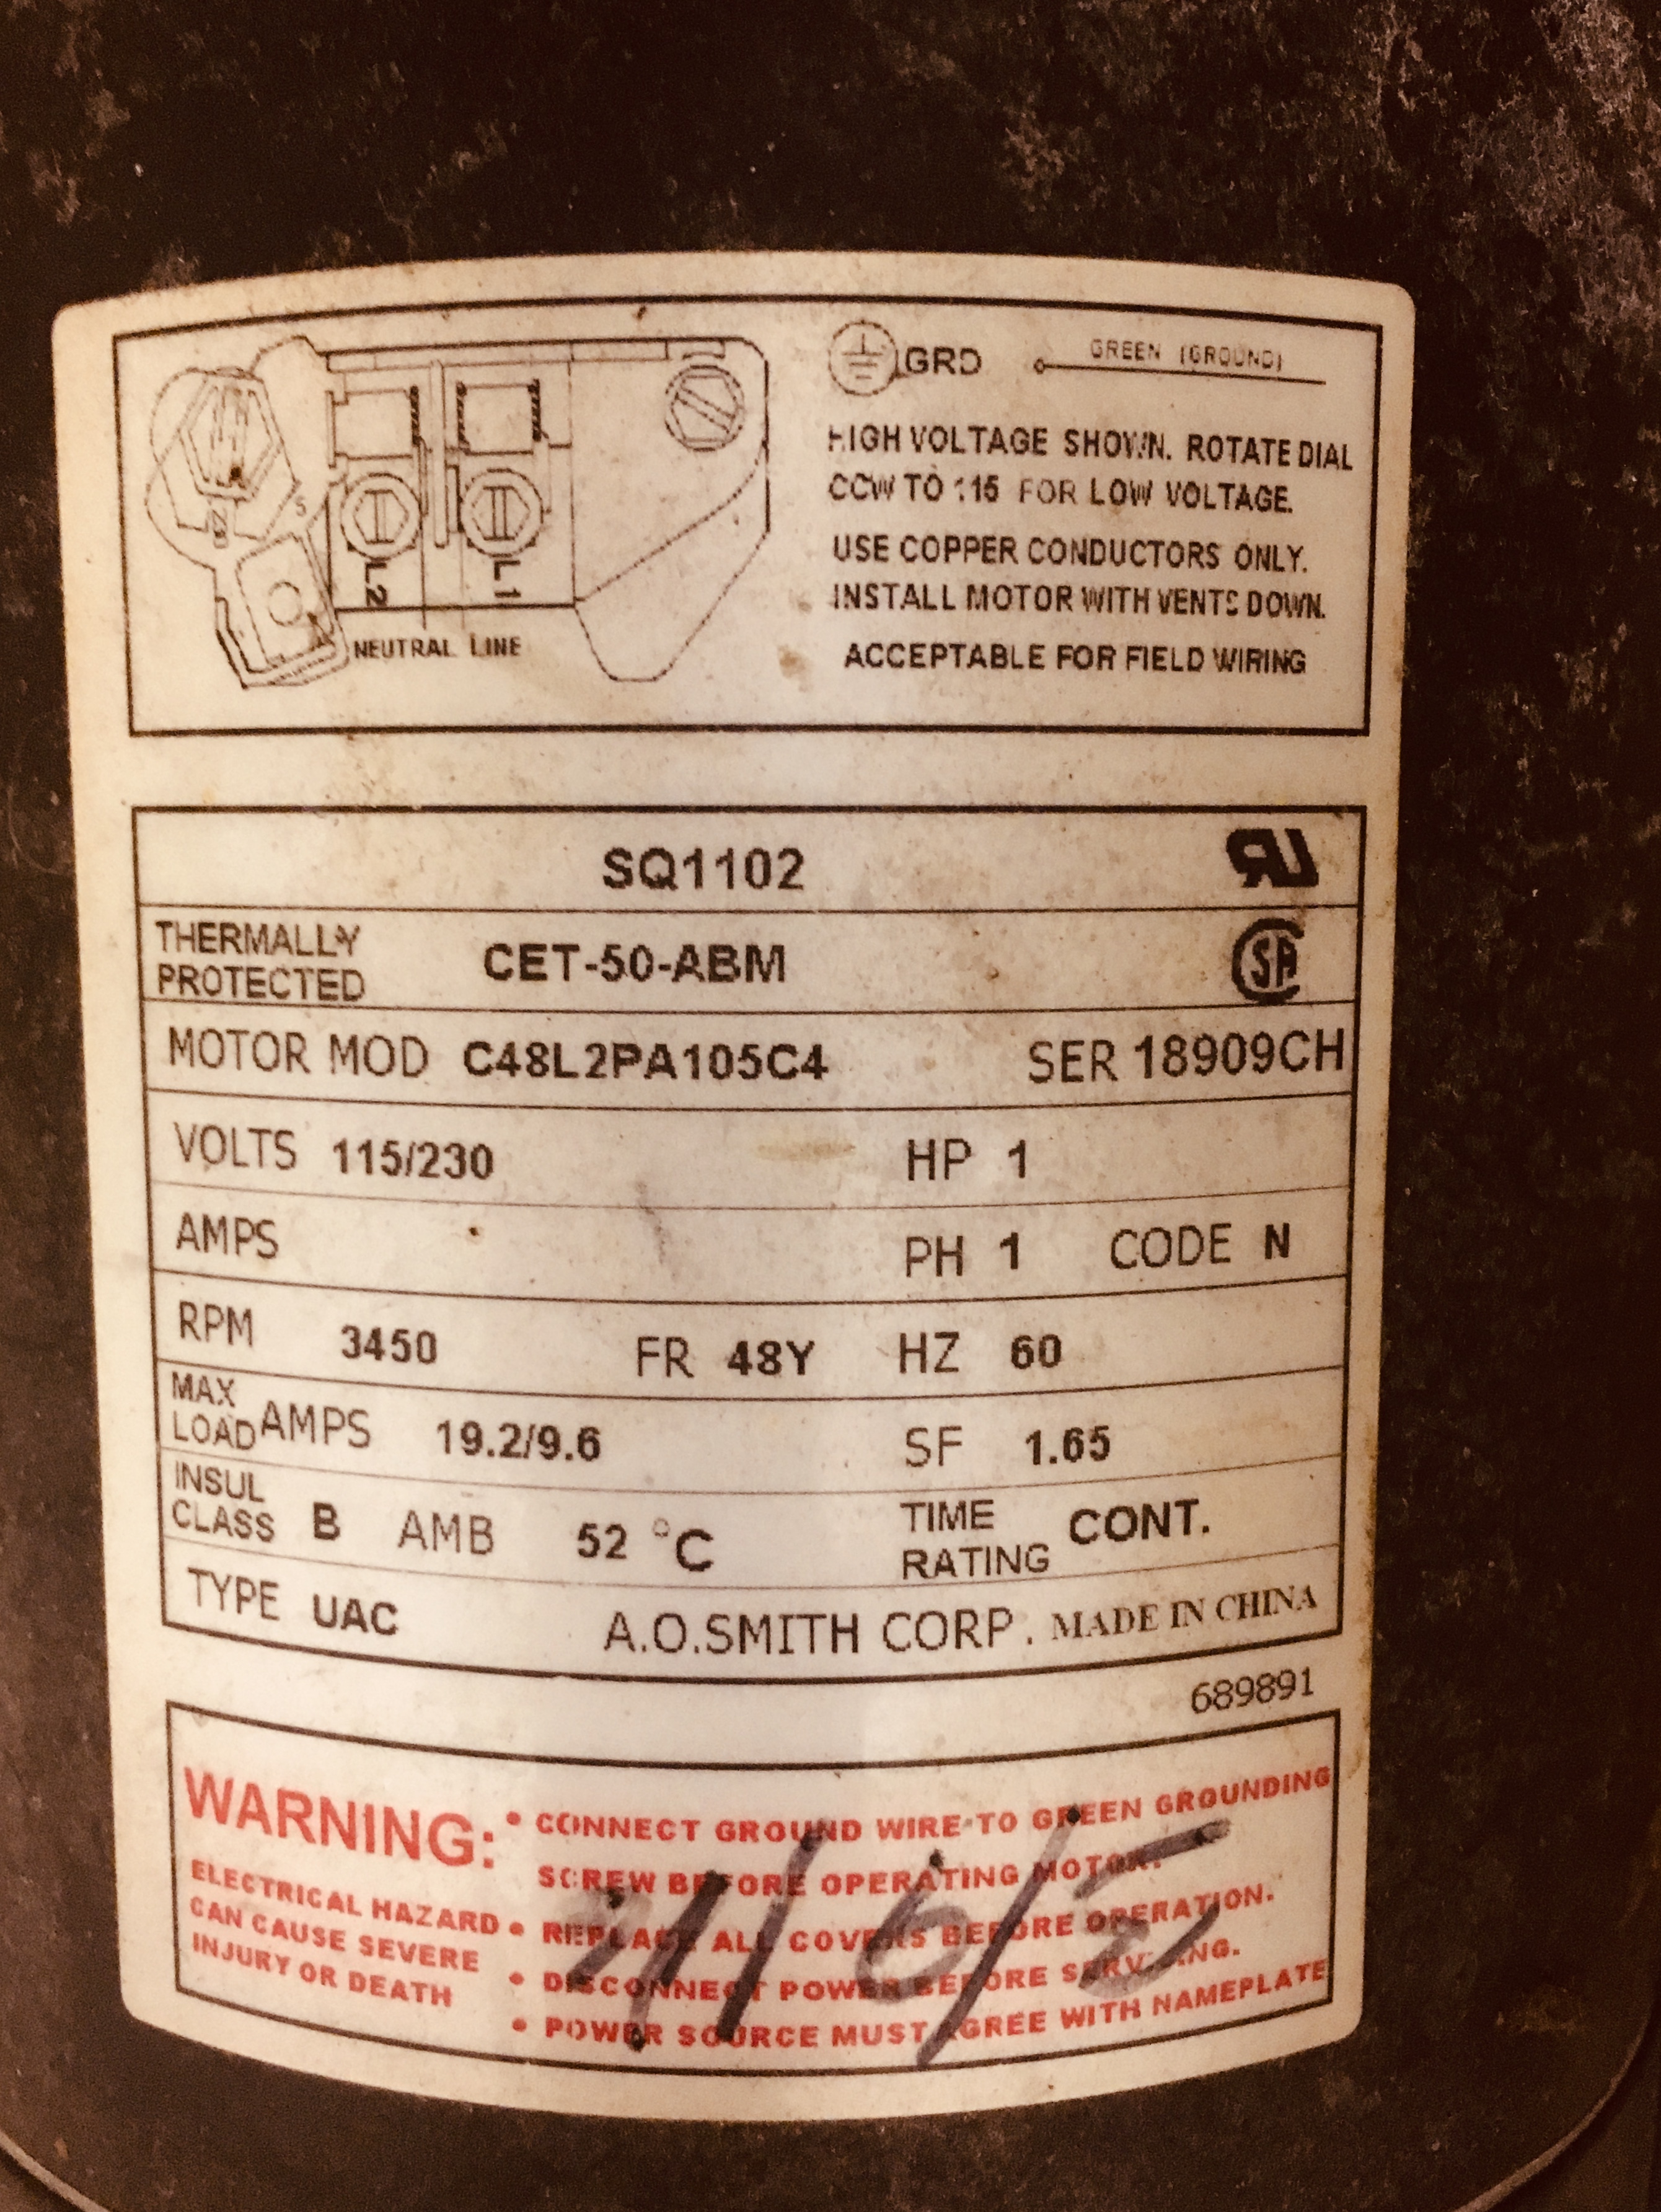 GRD GREEN (GROUND)
HIGH VOLTAGE SHOWN. ROTATE DIAL
CCW TO 115 FOR LOW VOLTAGE.
USE COPPER CONDUCTORS ONLY.
INSTALL MOTOR WITH VENTS DOWN.
ACCEPTABLE FOR FIELD WIRING
L2 L1
NEUTRAL LINE
SQ1102
THERMALLY
PROTECTED CET-50-ABM
MOTOR MOD C48L2PA105C4 SER 18909CH
VOLTS 115/230 HP 1
AMPS PH 1 CODE N
RPM 3450 FR 48Y HZ 60
MAX
LOAD AMPS 19.2/9.6 SF 1.65
INSUL
CLASS B AMB 52 °C TIME
RATING CONT.
TYPE UAC A.O.SMITH CORP. MADE IN CHINA
689891
WARNING:
ELECTRICAL HAZARD
CAN CAUSE SEVERE
INJURY OR DEATH
• CONNECT GROUND WIRE TO GREEN GROUNDING
SCREW BEFORE OPERATING MOTOR.
• REPLACE ALL COVERS BEFORE OPERATION.
• DISCONNECT POWER BEFORE SERVICING.
• POWER SOURCE MUST AGREE WITH NAMEPLATE